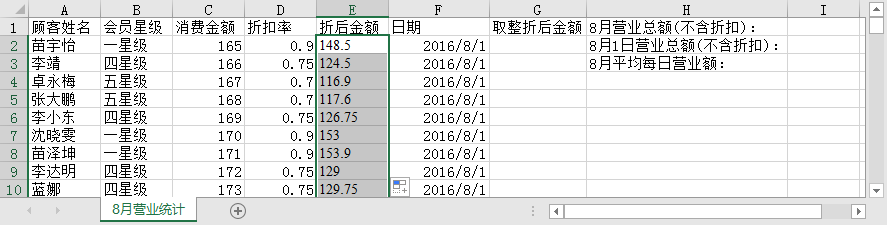 A B C D E F G H I
1 顾客姓名 会员星级 消费金额 折扣率 折后金额 日期 取整折后金额 8月营业总额(不含折扣):
2 苗宇怡 一星级 165 0.9 148.5 2016/8/1 8月1日营业总额(不含折扣):
3 李靖 四星级 166 0.75 124.5 2016/8/1 8月平均每日营业额:
4 卓永梅 五星级 167 0.7 116.9 2016/8/1
5 张大鹏 五星级 168 0.7 117.6 2016/8/1
6 李小东 四星级 169 0.75 126.75 2016/8/1
7 沈晓雯 一星级 170 0.9 153 2016/8/1
8 苗泽坤 一星级 171 0.9 153.9 2016/8/1
9 李达明 四星级 172 0.75 129 2016/8/1
10 蓝娜 四星级 173 0.75 129.75 2016/8/1
8月营业统计